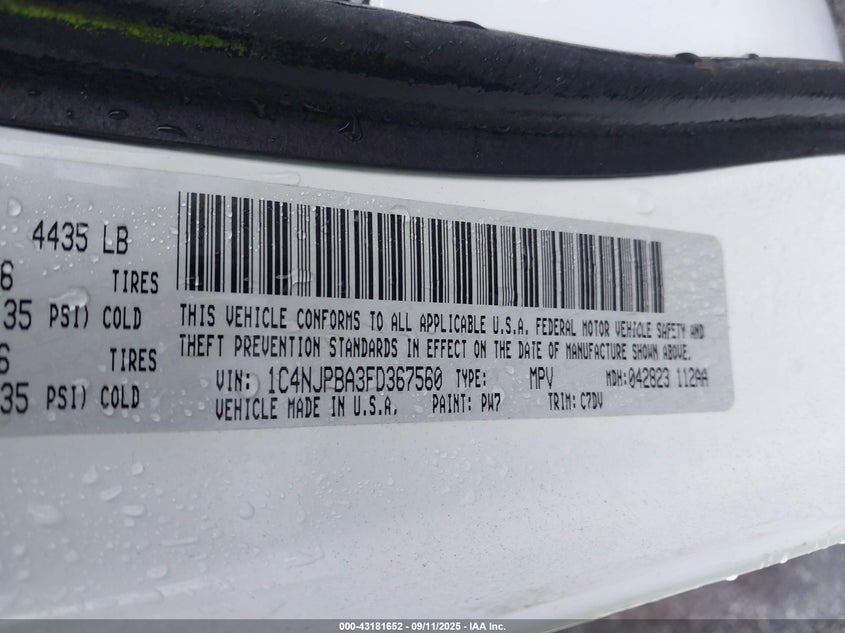 4435 LB
6 TIRES
35 PSI) COLD
6 TIRES
35 PSI) COLD
THIS VEHICLE CONFORMS TO ALL APPLICABLE U.S.A. FEDERAL MOTOR VEHICLE SAFETY AND
THEFT PREVENTION STANDARDS IN EFFECT ON THE DATE OF MANUFACTURE SHOWN ABOVE.
VIN: 1C4NJPBA3FD367560 TYPE: MPV MDH: 042823 112AA
VEHICLE MADE IN U.S.A. PAINT: PW7 TRIM: C7DV
000-43181652 - 09/11/2025 - IAA Inc.